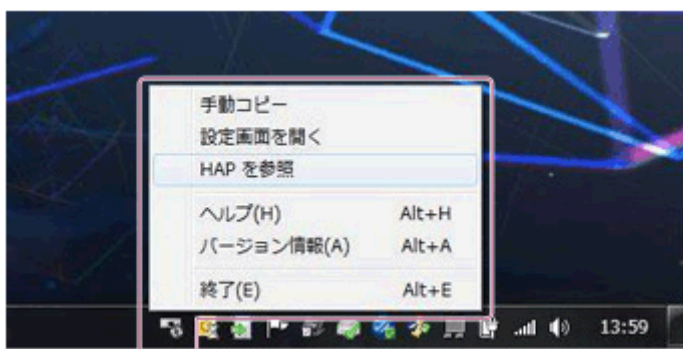 手動コピー
設定画面を開く
HAP を参照
ヘルプ(H) Alt+H
バージョン情報(A) Alt+A
終了(E) Alt+E
13:59